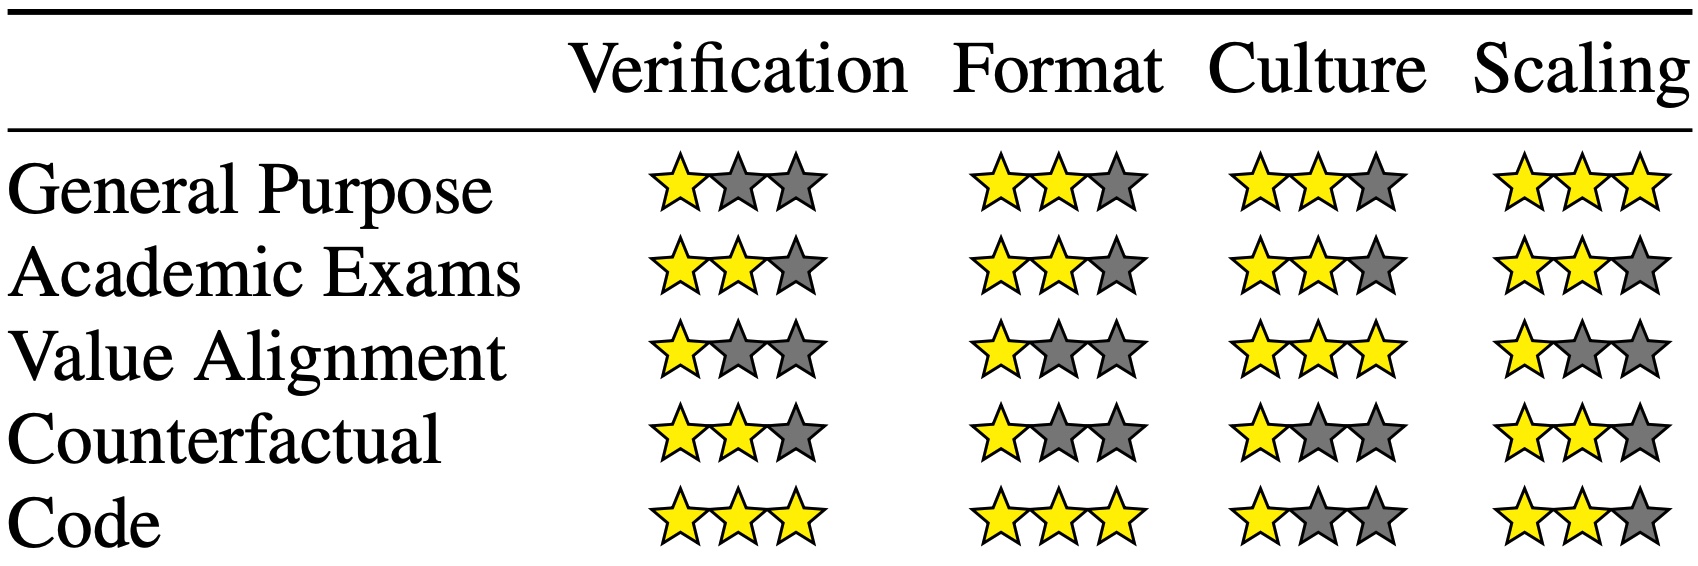 Verification Format Culture Scaling
General Purpose
Academic Exams
Value Alignment
Counterfactual
Code